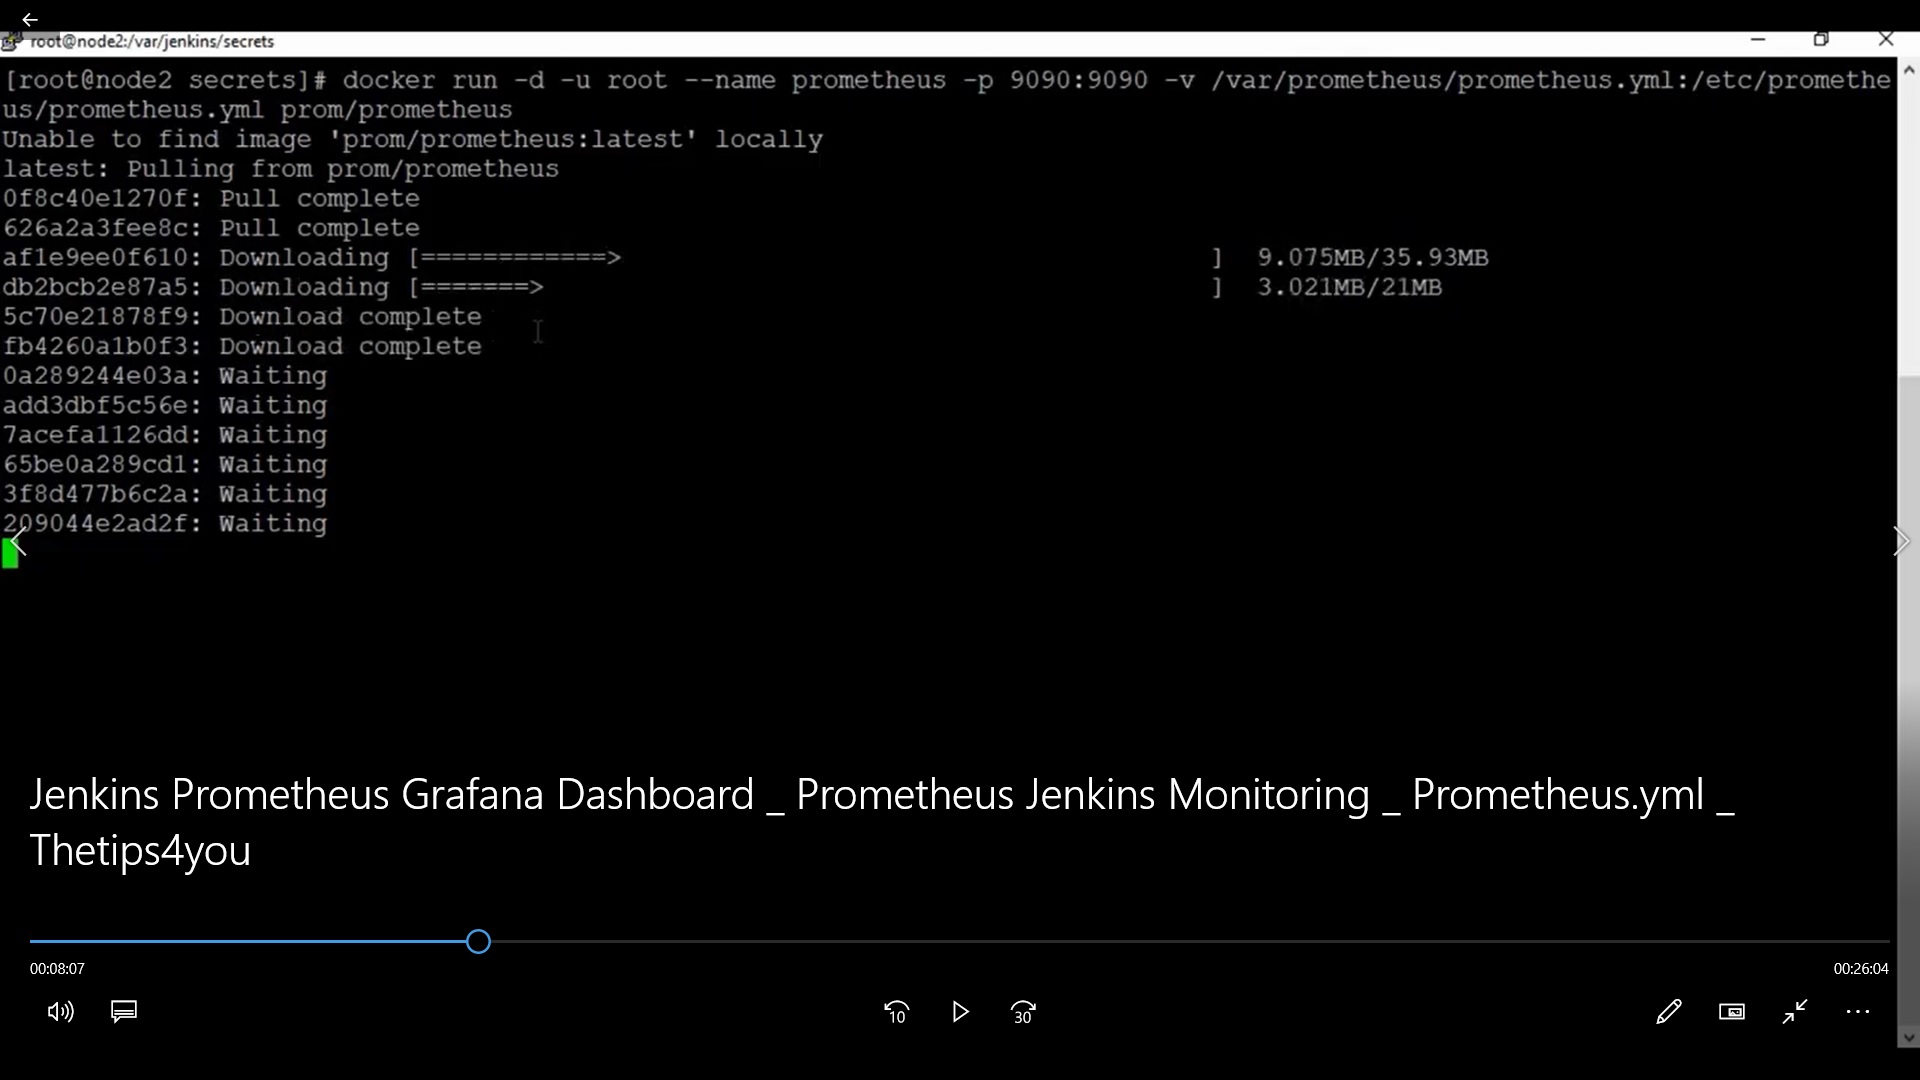 root@node2:/var/jenkins/secrets
[root@node2 secrets]# docker run -d -u root --name prometheus -p 9090:9090 -v /var/prometheus/prometheus.yml:/etc/promethe
us/prometheus.yml prom/prometheus
Unable to find image 'prom/prometheus:latest' locally
latest: Pulling from prom/prometheus
0f8c40e1270f: Pull complete
626a2a3fee8c: Pull complete
af1e9ee0f610: Downloading [============>                                      ]  9.075MB/35.93MB
db2bcb2e87a5: Downloading [=======>                                           ]  3.021MB/21MB
5c70e21878f9: Download complete
fb4260a1b0f3: Download complete
0a289244e03a: Waiting
add3dbf5c56e: Waiting
7acefa1126dd: Waiting
65be0a289cd1: Waiting
3f8d477b6c2a: Waiting
209044e2ad2f: Waiting
Jenkins Prometheus Grafana Dashboard _ Prometheus Jenkins Monitoring _ Prometheus.yml _
Thetips4you
00:08:07
00:26:04
10
30